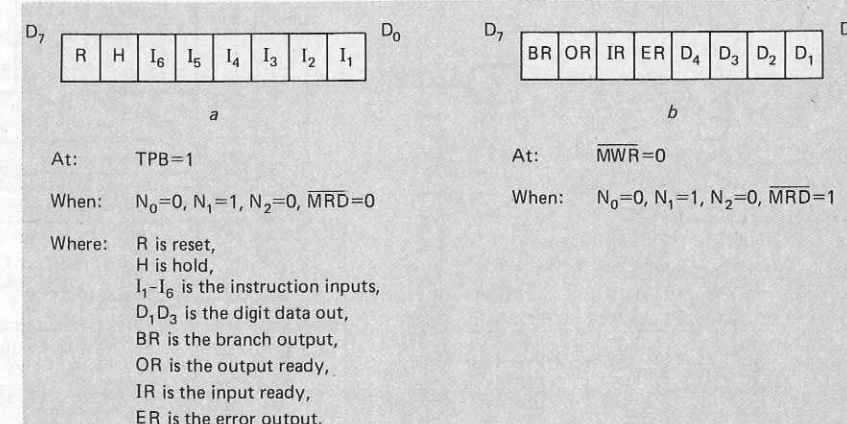 D₇ D₀
R H I₆ I₅ I₄ I₃ I₂ I₁
a
At: TPB=1
When: N₀=0, N₁=1, N₂=0, M̅R̅D̅=0
Where: R is reset,
H is hold,
I₁-I₆ is the instruction inputs,
D₁D₃ is the digit data out,
BR is the branch output,
OR is the output ready,
IR is the input ready,
ER is the error output.
D₇
BR OR IR ER D₄ D₃ D₂ D₁
b
At: M̅W̅R̅=0
When: N₀=0, N₁=1, N₂=0, M̅R̅D̅=1